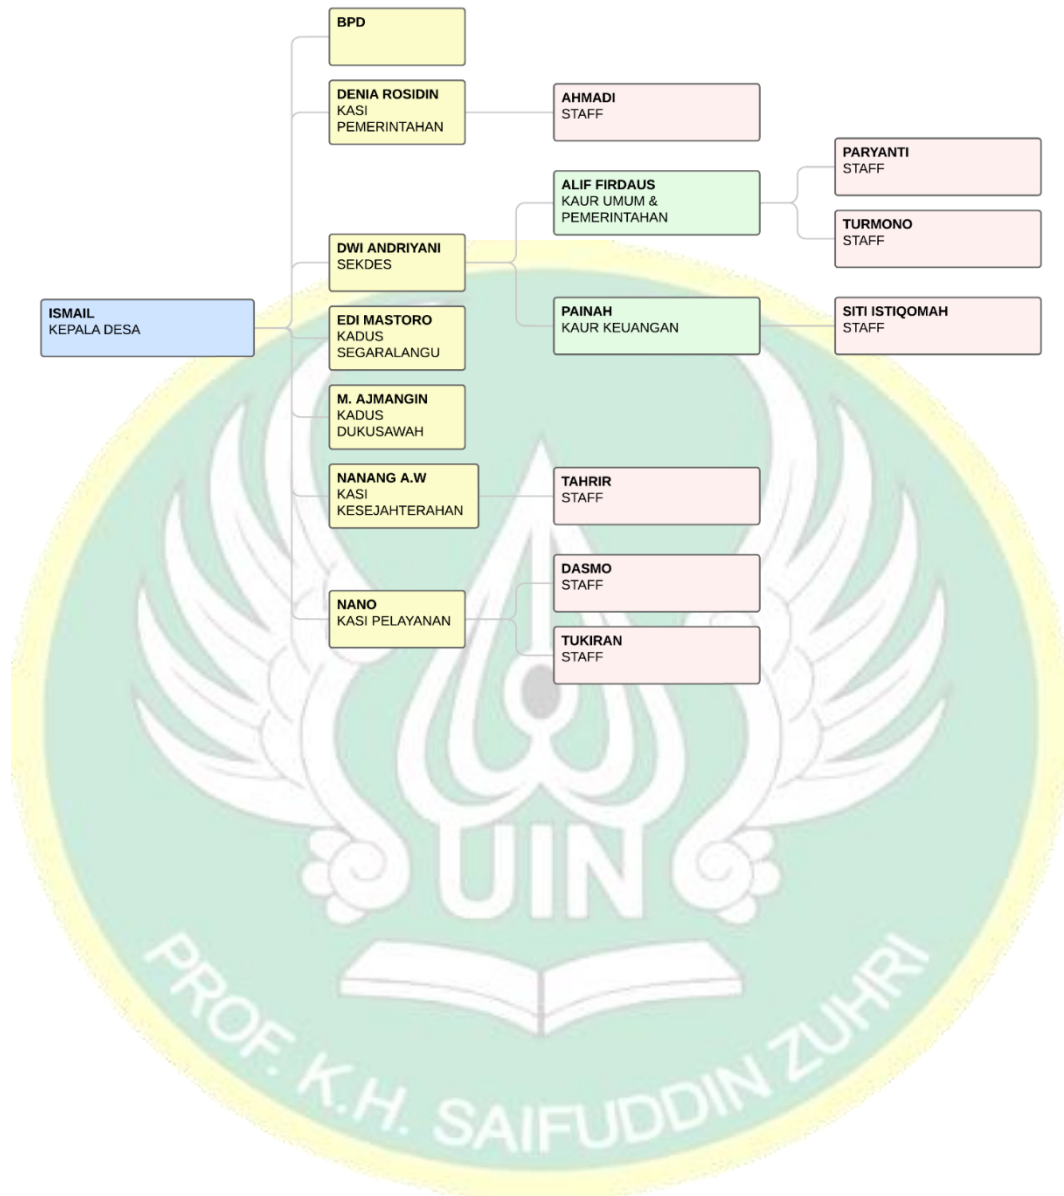 BPD
DENIA ROSIDIN
KASI
PEMERINTAHAN
AHMADI
STAFF
PARYANTI
STAFF
ALIF FIRDAUS
KAUR UMUM &
PEMERINTAHAN
TURMONO
STAFF
DWI ANDRIYANI
SEKDES
ISMAIL
KEPALA DESA
EDI MASTORO
KADUS
SEGARALANGU
PAINAH
KAUR KEUANGAN
SITI ISTIQOMAH
STAFF
M. AJMANGIN
KADUS
DUKUSAWAH
NANANG A.W
KASI
KESEJAHTERAHAN
TAHRIR
STAFF
DASMO
STAFF
NANO
KASI PELAYANAN
TUKIRAN
STAFF
UIN
PROF. K.H. SAIFUDDIN ZUHRI